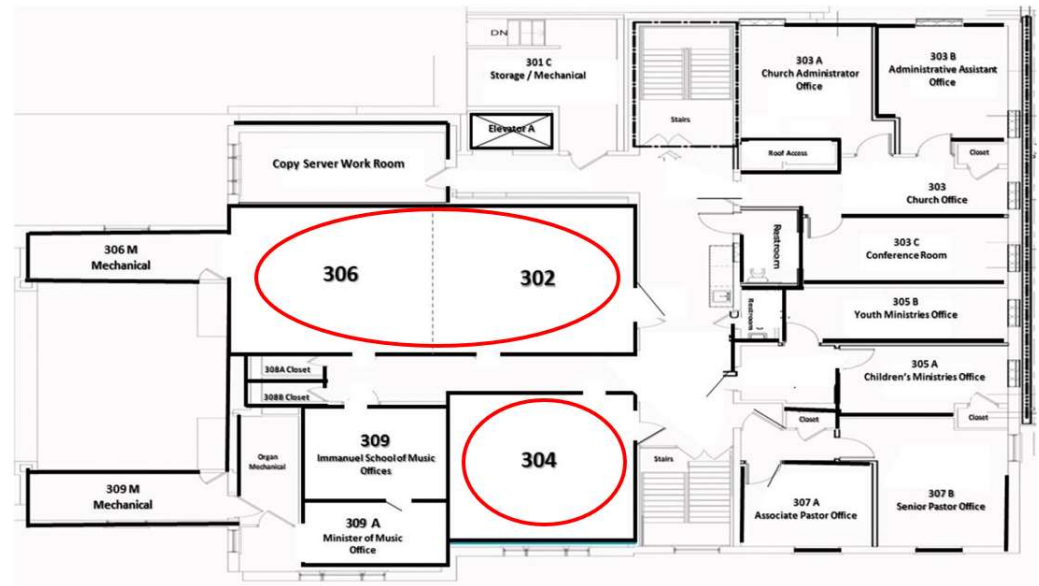 DN
301 C
Storage / Mechanical
303 A
Church Administrator
Office
303 B
Administrative Assistant
Office
Elevator A
Stairs
Roof Access
Closet
Copy Server Work Room
303
Church Office
306 M
Mechanical
306
302
Restroom
303 C
Conference Room
Restroom
305 B
Youth Ministries Office
308A Closet
308B Closet
305 A
Children's Ministries Office
Closet
Closet
309
Immanuel School of Music
Offices
304
Organ
Mechanical
Stairs
309 M
Mechanical
309 A
Minister of Music
Office
307 A
Associate Pastor Office
307 B
Senior Pastor Office